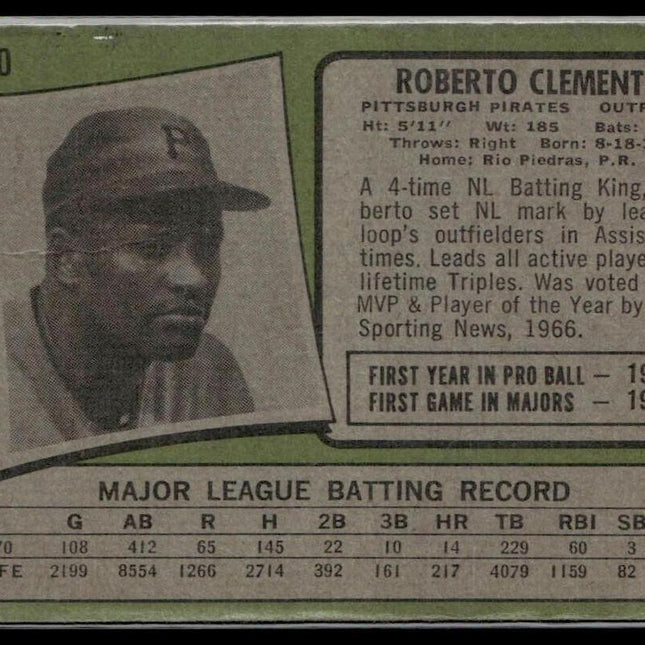 0
P
ROBERTO CLEMENT
PITTSBURGH PIRATES OUTF
Ht: 5'11" Wt: 185 Bats:
Throws: Right Born: 8-18-
Home: Rio Piedras, P.R.
A 4-time NL Batting King,
berto set NL mark by lea
loop's outfielders in Assis
times. Leads all active playe
lifetime Triples. Was voted
MVP & Player of the Year by
Sporting News, 1966.
FIRST YEAR IN PRO BALL — 19
FIRST GAME IN MAJORS — 19
MAJOR LEAGUE BATTING RECORD
G AB R H 2B 3B HR TB RBI SB
70 108 412 65 145 22 10 14 229 60 3
FE 2199 8554 1266 2714 392 161 217 4079 1159 82